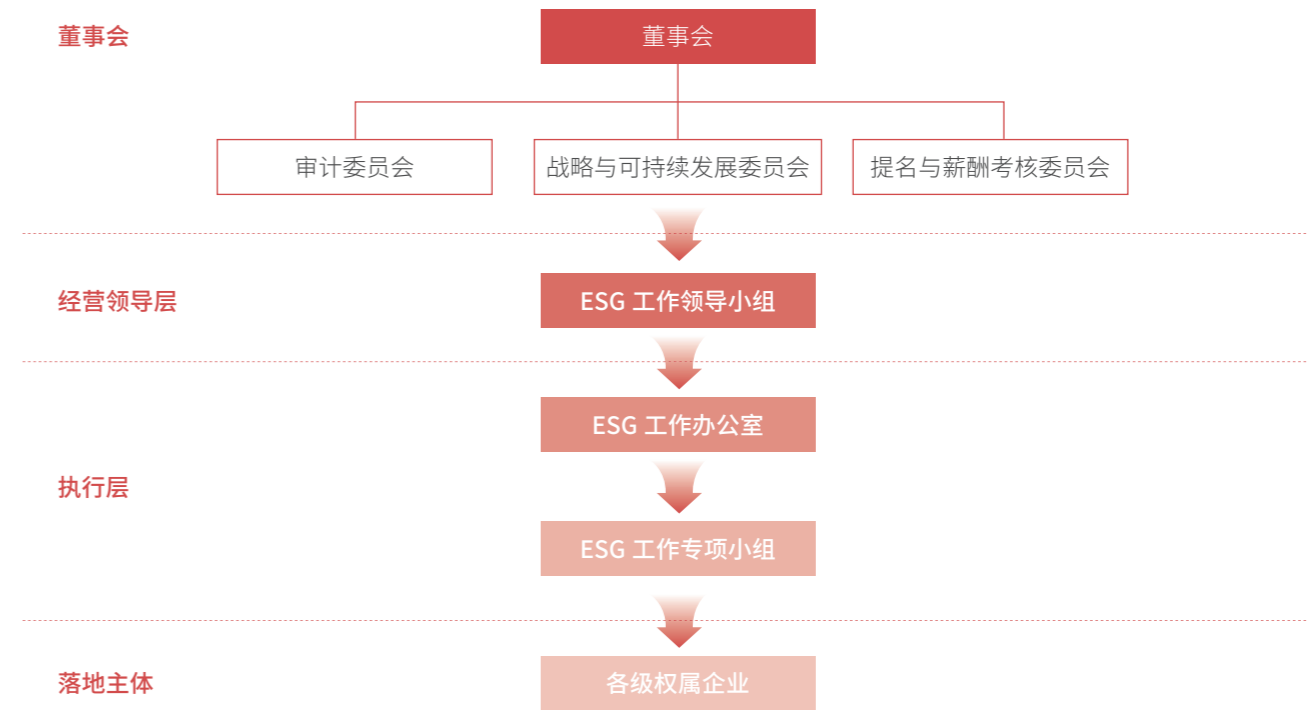 董事会
董事会
审计委员会
战略与可持续发展委员会
提名与薪酬考核委员会
经营领导层
ESG 工作领导小组
ESG 工作办公室
执行层
ESG 工作专项小组
落地主体
各级权属企业